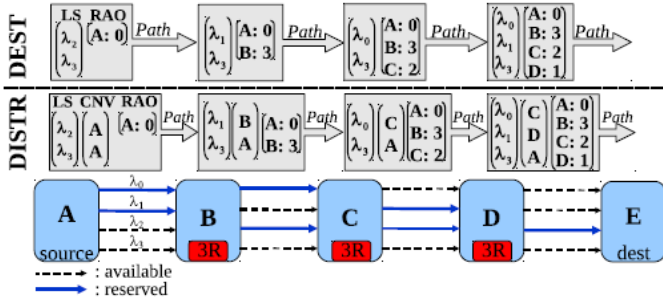 DEST
LS RAO
λ2
λ3
A: 0
Path
λ1
λ3
A: 0
B: 3
Path
λ0
λ3
A: 0
B: 3
C: 2
Path
λ0
λ1
λ3
A: 0
B: 3
C: 2
D: 1
Path
DISTR
LS CNV RAO
λ2
λ3
A
A
A: 0
Path
λ1
λ3
B
A
A: 0
B: 3
Path
λ0
λ3
C
A
A: 0
B: 3
C: 2
Path
λ0
λ1
λ3
C
D
A
A: 0
B: 3
C: 2
D: 1
Path
A
source
λ0
λ1
λ2
λ3
B
3R
C
3R
D
3R
E
dest
: available
: reserved